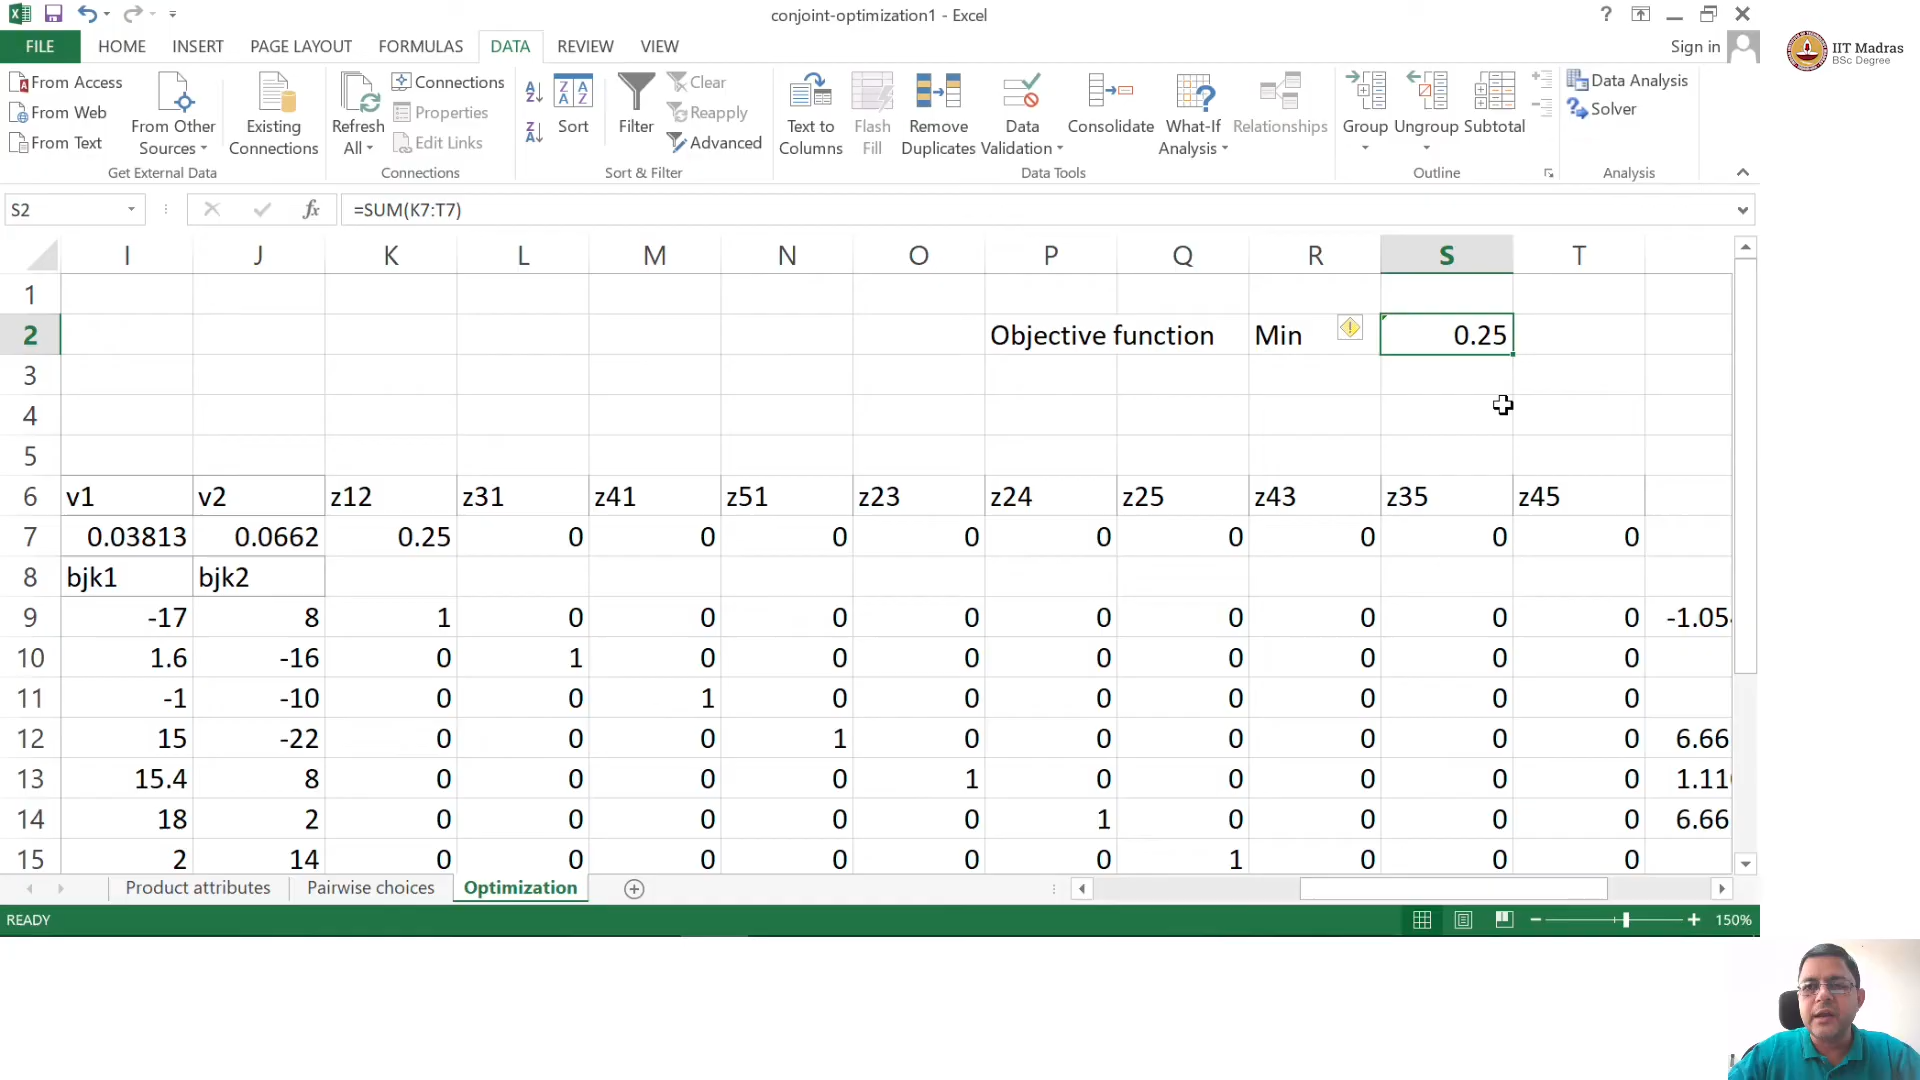 conjoint-optimization1 - Excel
FILE HOME INSERT PAGE LAYOUT FORMULAS DATA REVIEW VIEW Sign in
IIT Madras
BSc Degree
From Access
From Web
From Text
From Other
Sources
Existing
Connections
Get External Data
Refresh
All
Connections
Properties
Edit Links
Connections
Sort
Filter
Clear
Reapply
Advanced
Sort & Filter
Text to
Columns
Flash
Fill
Remove
Duplicates
Data
Validation
Consolidate
What-If
Analysis
Relationships
Data Tools
Group
Ungroup
Subtotal
Outline
Data Analysis
Solver
Analysis
S2 fx =SUM(K7:T7)
I J K L M N O P Q R S T
1
2 Objective function Min 0.25
3
4
5
6 v1 v2 z12 z31 z41 z51 z23 z24 z25 z43 z35 z45
7 0.03813 0.0662 0.25 0 0 0 0 0 0 0 0 0
8 bjk1 bjk2
9 -17 8 1 0 0 0 0 0 0 0 0 0 -1.05
10 1.6 -16 0 1 0 0 0 0 0 0 0 0
11 -1 -10 0 0 1 0 0 0 0 0 0 0
12 15 -22 0 0 0 1 0 0 0 0 0 0 6.66
13 15.4 8 0 0 0 0 1 0 0 0 0 0 1.11
14 18 2 0 0 0 0 0 1 0 0 0 0 6.66
15 2 14 0 0 0 0 0 0 1 0 0 0
Product attributes Pairwise choices Optimization
READY 150%